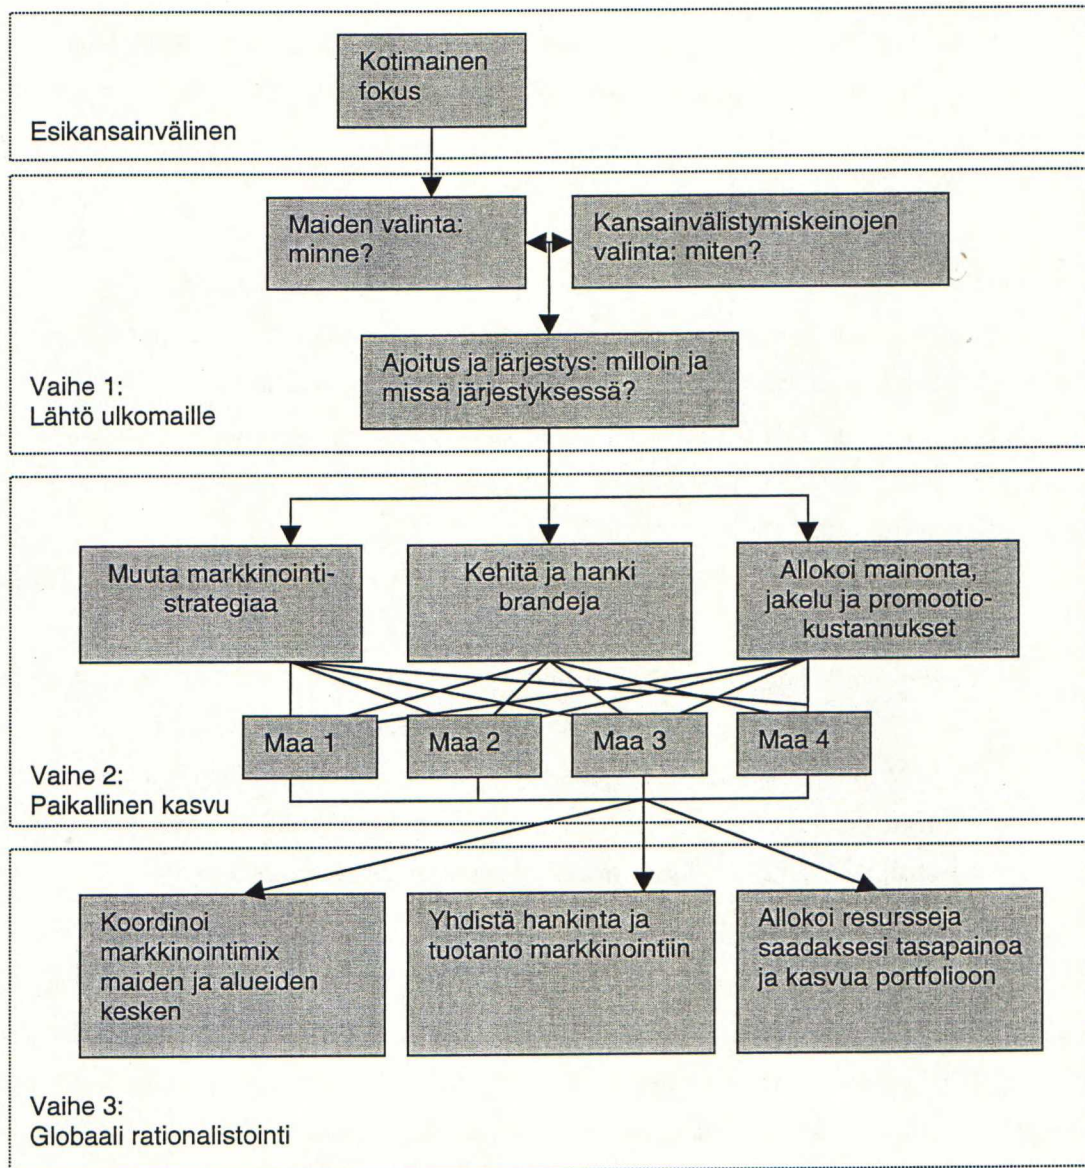 Kotimainen
fokus
Esikansainvälinen
Maiden valinta:
minne?
Kansainvälistymiskeinojen
valinta: miten?
Ajoitus ja järjestys: milloin ja
missä järjestyksessä?
Vaihe 1:
Lähtö ulkomaille
Muuta markkinointi-
strategiaa
Kehitä ja hanki
brandeja
Allokoi mainonta,
jakelu ja promootio-
kustannukset
Maa 1
Maa 2
Maa 3
Maa 4
Vaihe 2:
Paikallinen kasvu
Koordinoi
markkinointimix
maiden ja alueiden
kesken
Yhdistä hankinta ja
tuotanto markkinointiin
Allokoi resursseja
saadaksesi tasapainoa
ja kasvua portfolioon
Vaihe 3:
Globaali rationalistointi